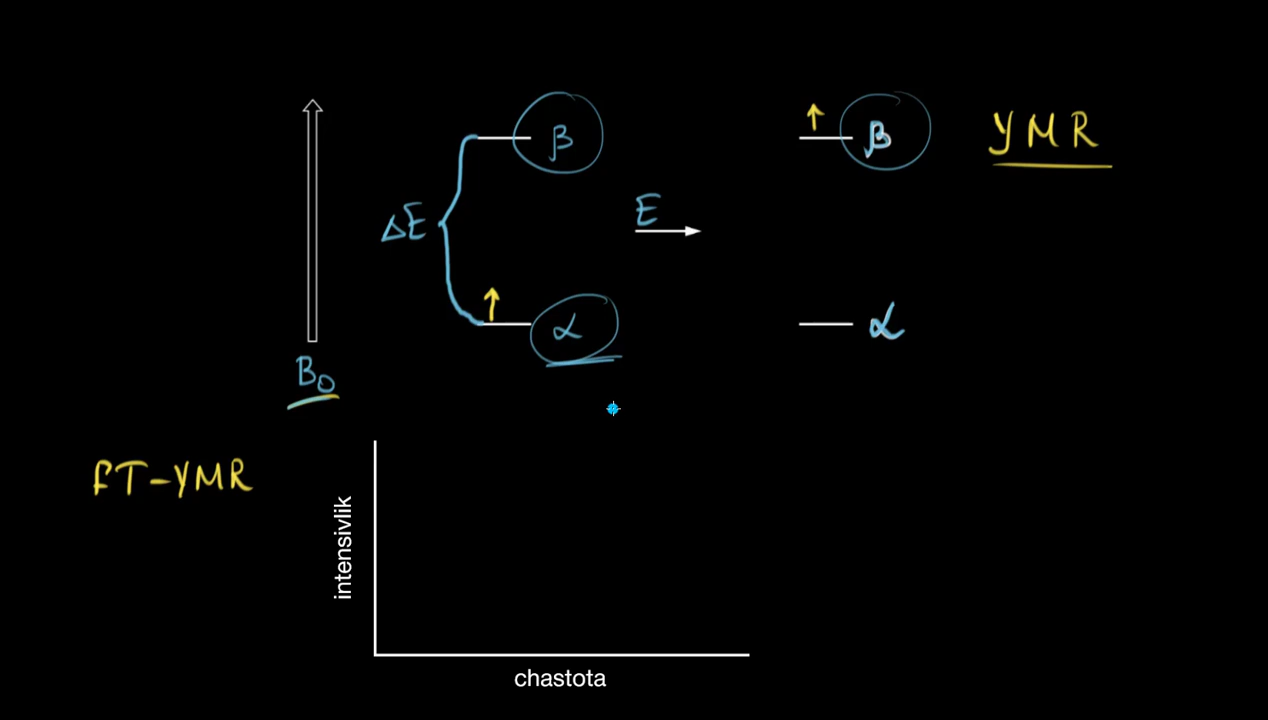 β
β
YMR
ΔE
E
α
α
B0
FT-YMR
intensivlik
chastota